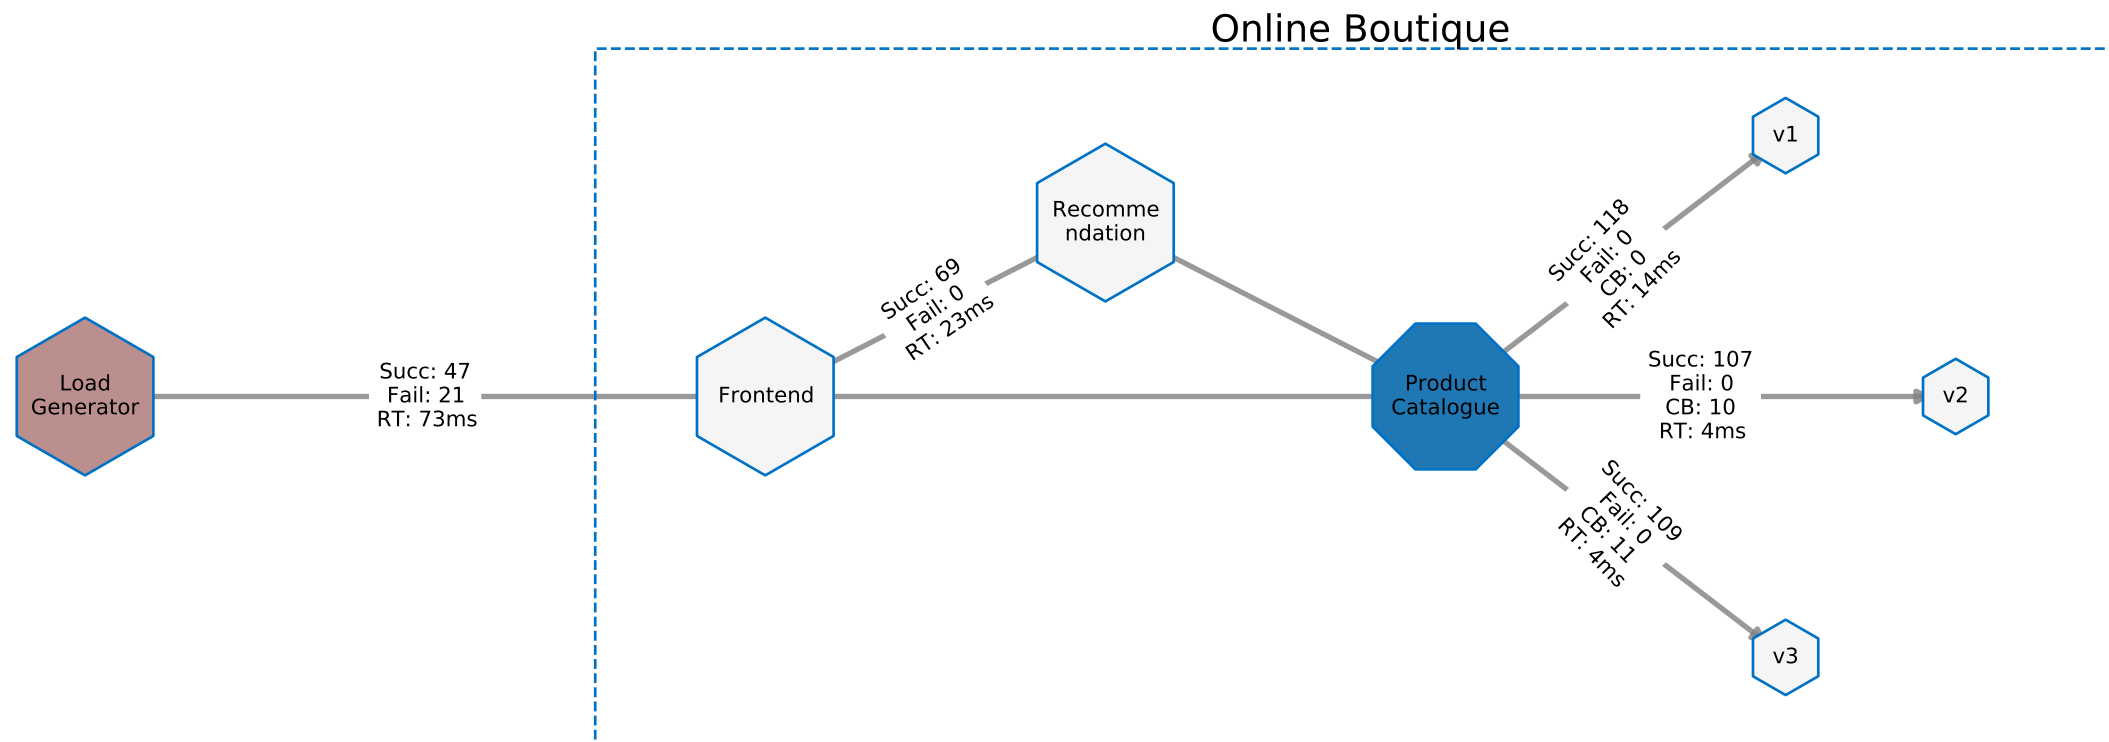 Online Boutique
Load
Generator
Succ: 47
Fail: 21
RT: 73ms
Frontend
Succ: 69
Fail: 0
RT: 23ms
Recomme
ndation
Product
Catalogue
Succ: 118
Fail: 0
CB: 0
RT: 14ms
v1
Succ: 107
Fail: 0
CB: 10
RT: 4ms
v2
Succ: 109
Fail: 0
CB: 11
RT: 4ms
v3